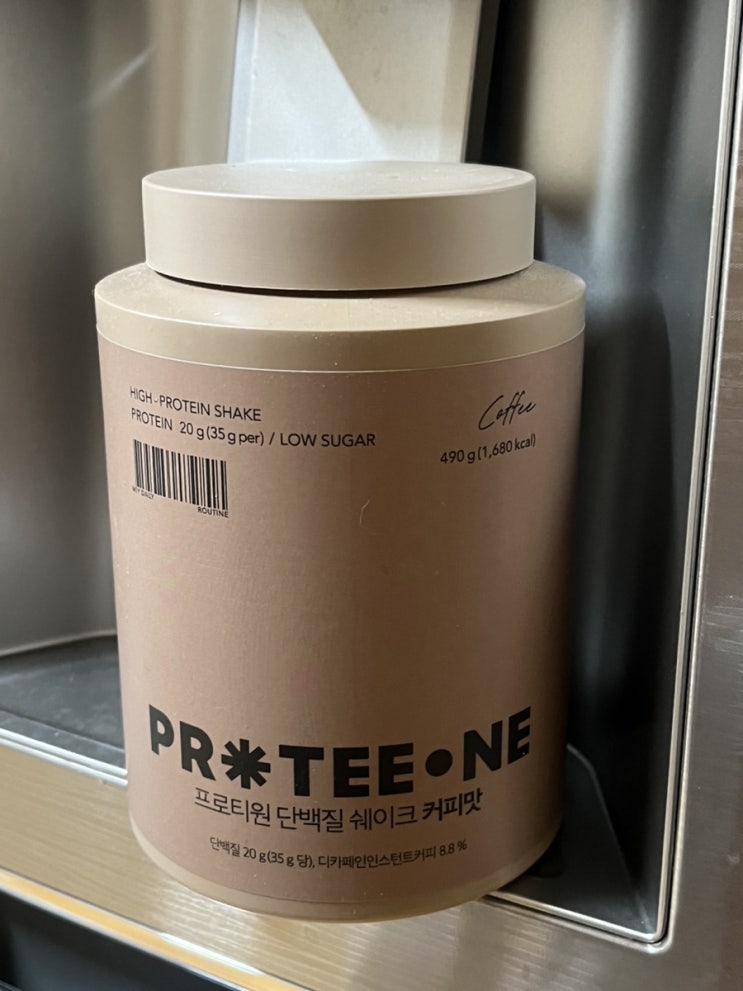 HIGH-PROTEIN SHAKE
PROTEIN 20 g (35 g per) / LOW SUGAR
Coffee
490 g (1,680 kcal)
MY DAILY
ROUTINE
PR*TEE•NE
프로티원 단백질 쉐이크 커피맛
단백질 20 g (35 g 당), 디카페인인스턴트커피 8.8 %